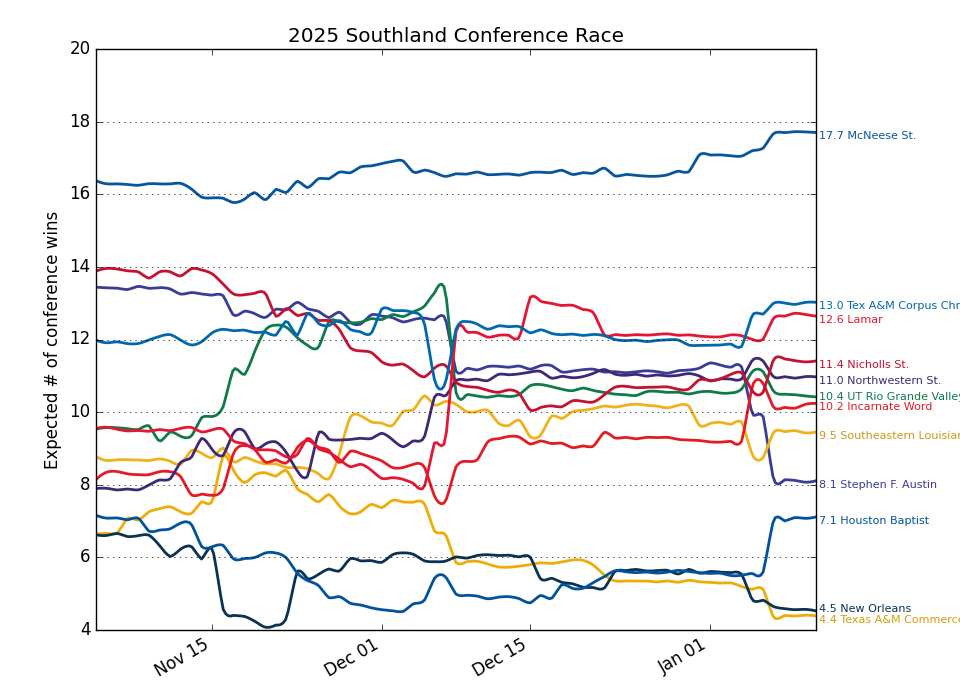 2025 Southland Conference Race
Expected # of conference wins
20
18
16
14
12
10
8
6
4
Nov 15
Dec 01
Dec 15
Jan 01
17.7 McNeese St.
13.0 Tex A&M Corpus Chr
12.6 Lamar
11.4 Nicholls St.
11.0 Northwestern St.
10.4 UT Rio Grande Valley
10.2 Incarnate Word
9.5 Southeastern Louisian
8.1 Stephen F. Austin
7.1 Houston Baptist
4.5 New Orleans
4.4 Texas A&M Commerce